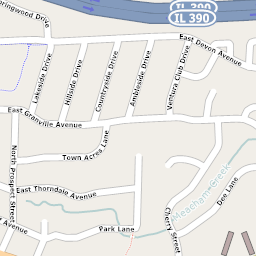 Springwood Drive
IL 390
IL 390
East Devon Avenue
Lakeside Drive
Hillside Drive
Countryside Drive
Ambleside Drive
Ventura Club Drive
East Granville Avenue
Town Acres Lane
North Prospect Street
East Thorndale Avenue
Meacham Creek
Dee Lane
Cherry Street
Park Lane
Avenue